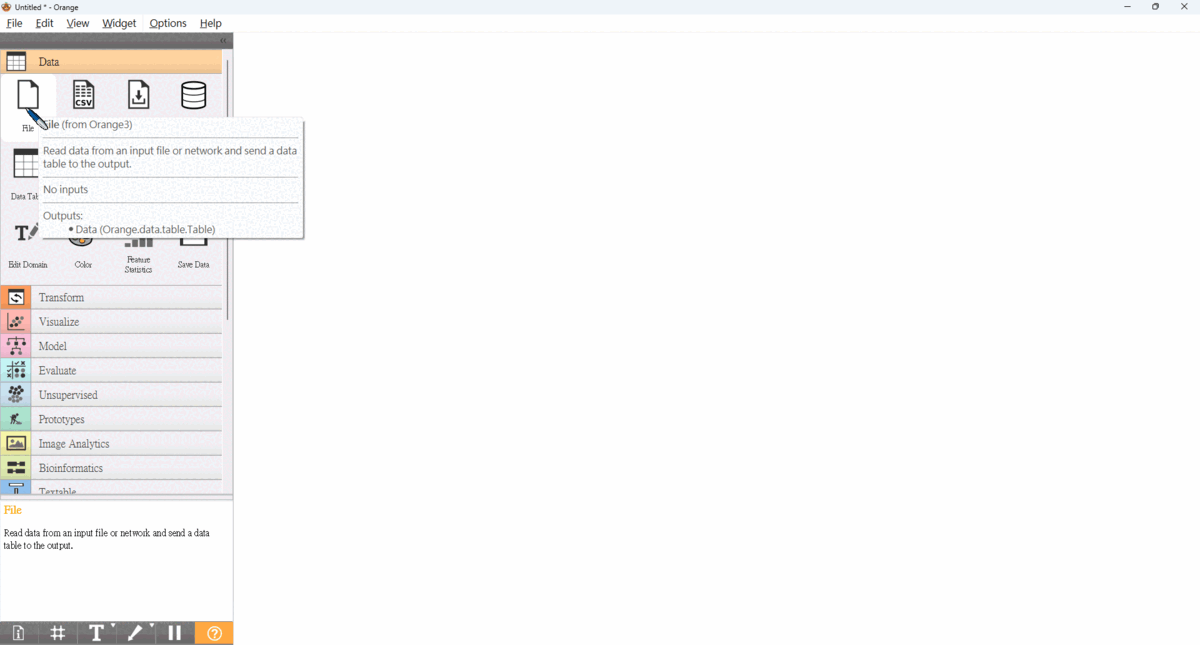 Untitled * - Orange
File Edit View Widget Options Help
Data
CSV
File
File (from Orange3)
Read data from an input file or network and send a data
table to the output.
No inputs
Outputs:
• Data (Orange.data.table.Table)
Data Tab
Edit Domain
Color
Feature
Statistics
Save Data
Transform
Visualize
Model
Evaluate
Unsupervised
Prototypes
Image Analytics
Bioinformatics
Textable
File
Read data from an input file or network and send a data
table to the output.